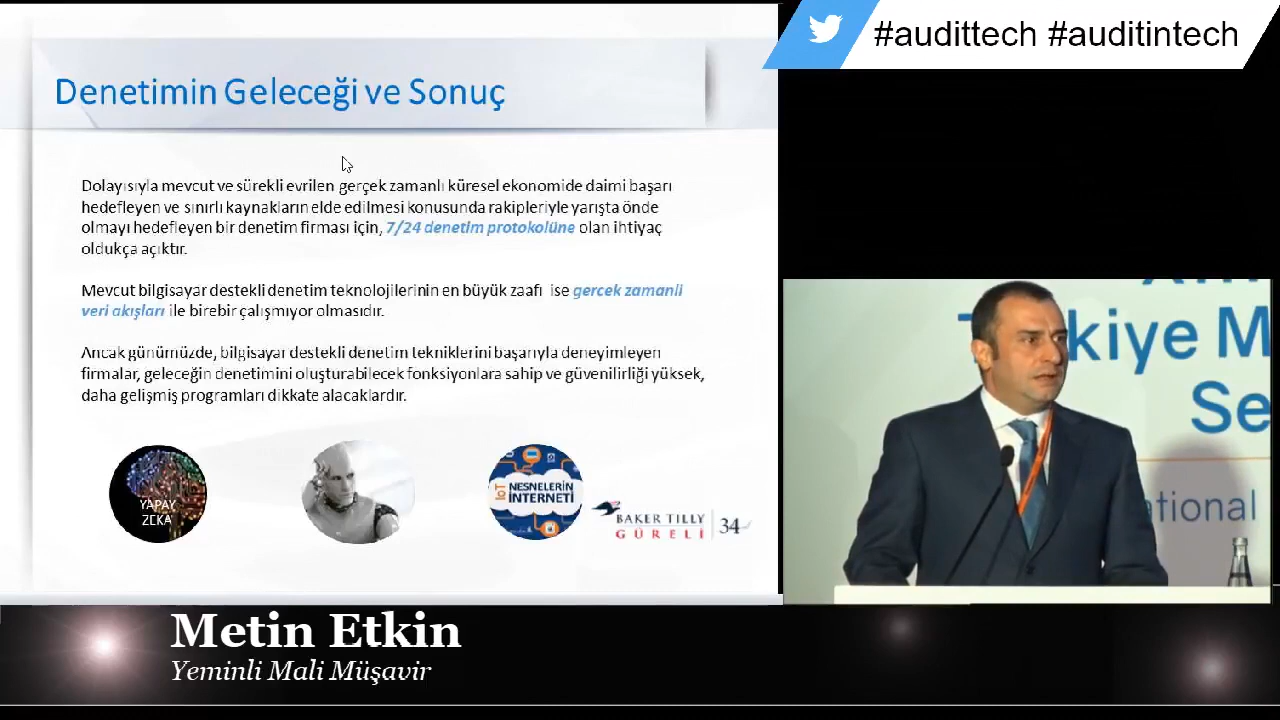 #audittech #auditintech
Denetimin Geleceği ve Sonuç
Dolayısıyla mevcut ve sürekli evrilen gerçek zamanlı küresel ekonomide daimi başarı
hedefleyen ve sınırlı kaynakların elde edilmesi konusunda rakipleriyle yarışta önde
olmayı hedefleyen bir denetim firması için, 7/24 denetim protokolüne olan ihtiyaç
oldukça açıktır.
Mevcut bilgisayar destekli denetim teknolojilerinin en büyük zaafı ise gercek zamanli
veri akışları ile birebir çalışmıyor olmasıdır.
Ancak günümüzde, bilgisayar destekli denetim tekniklerini başarıyla deneyimleyen
firmalar, geleceğin denetimini oluşturabilecek fonksiyonlara sahip ve güvenilirliği yüksek,
daha gelişmiş programları dikkate alacaklardır.
YAPAY
ZEKA
IoT NESNELERİN
İNTERNETİ
BAKER TILLY
GÜRELİ
34
kiye M
Se
ational
Metin Etkin
Yeminli Mali Müşavir